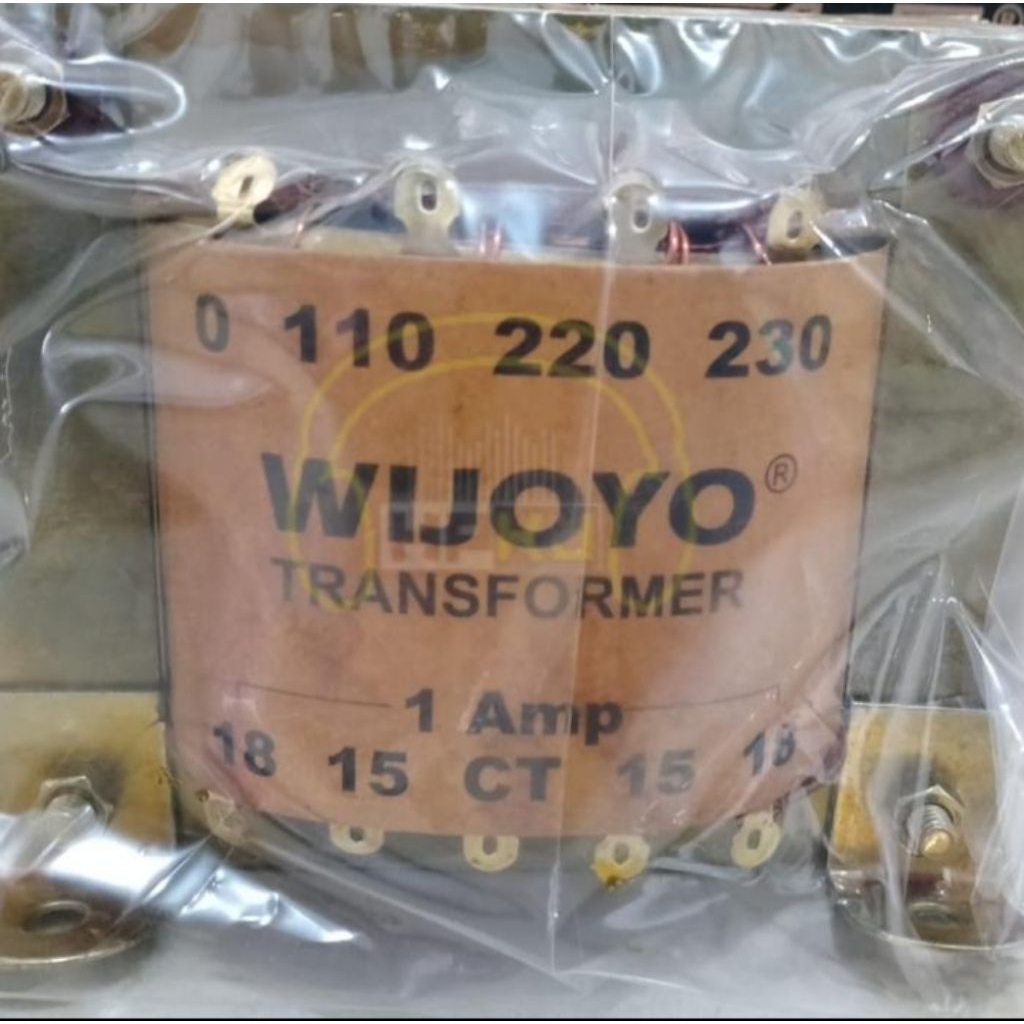 0 110 220 230
WIJOYO®
TRANSFORMER
1 Amp
18 15 CT 15 18